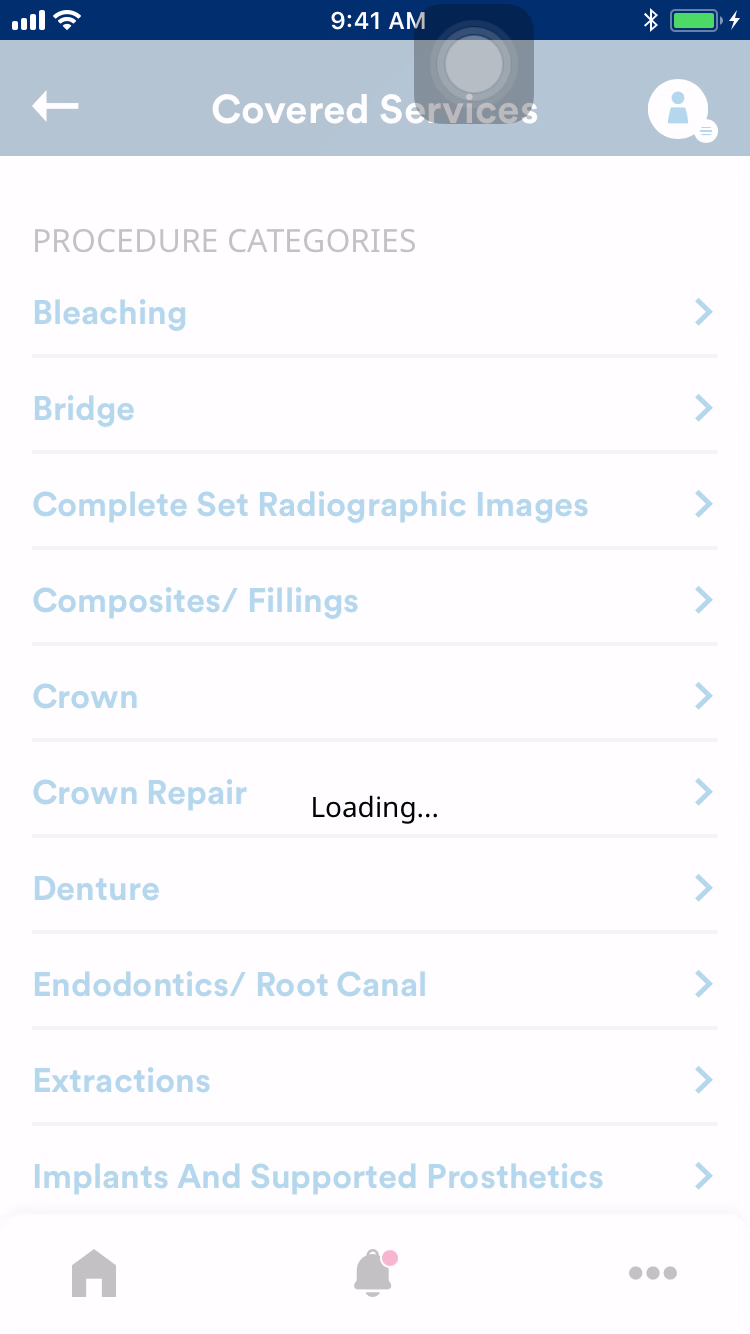 9:41 AM
Covered Services
PROCEDURE CATEGORIES
Bleaching
Bridge
Complete Set Radiographic Images
Composites/ Fillings
Crown
Crown Repair
Loading...
Denture
Endodontics/ Root Canal
Extractions
Implants And Supported Prosthetics